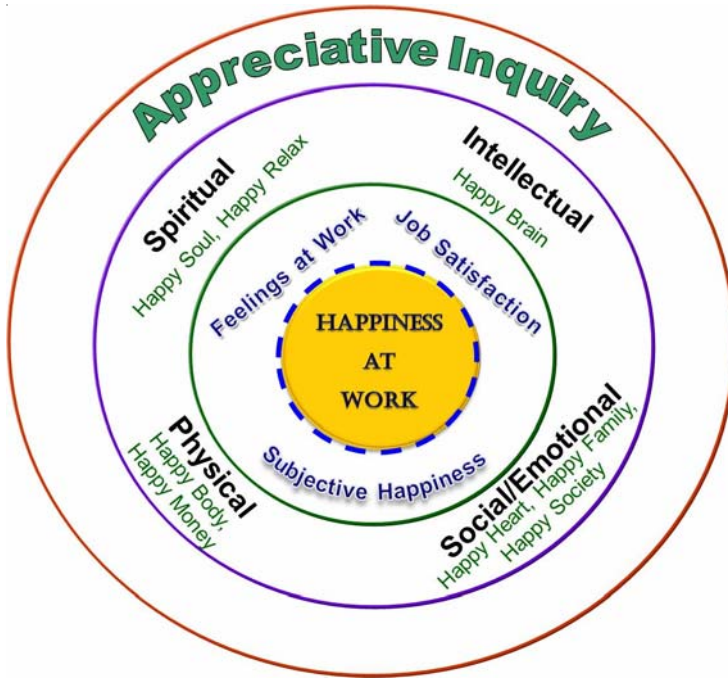 Appreciative Inquiry
Spiritual
Happy Soul, Happy Relax
Intellectual
Happy Brain
Feelings at Work
Job Satisfaction
HAPPINESS
AT
WORK
Subjective Happiness
Physical
Happy Body,
Happy Money
Social/Emotional
Happy Heart, Happy Family,
Happy Society